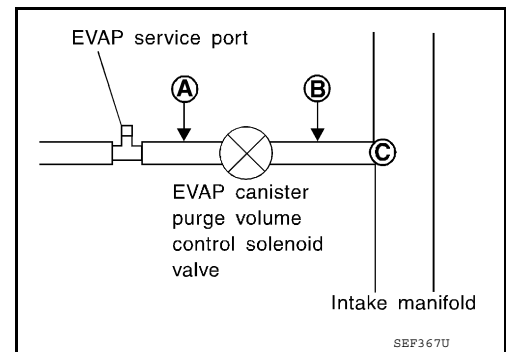 EVAP service port
A
B
C
EVAP canister
purge volume
control solenoid
valve
Intake manifold
SEF367U